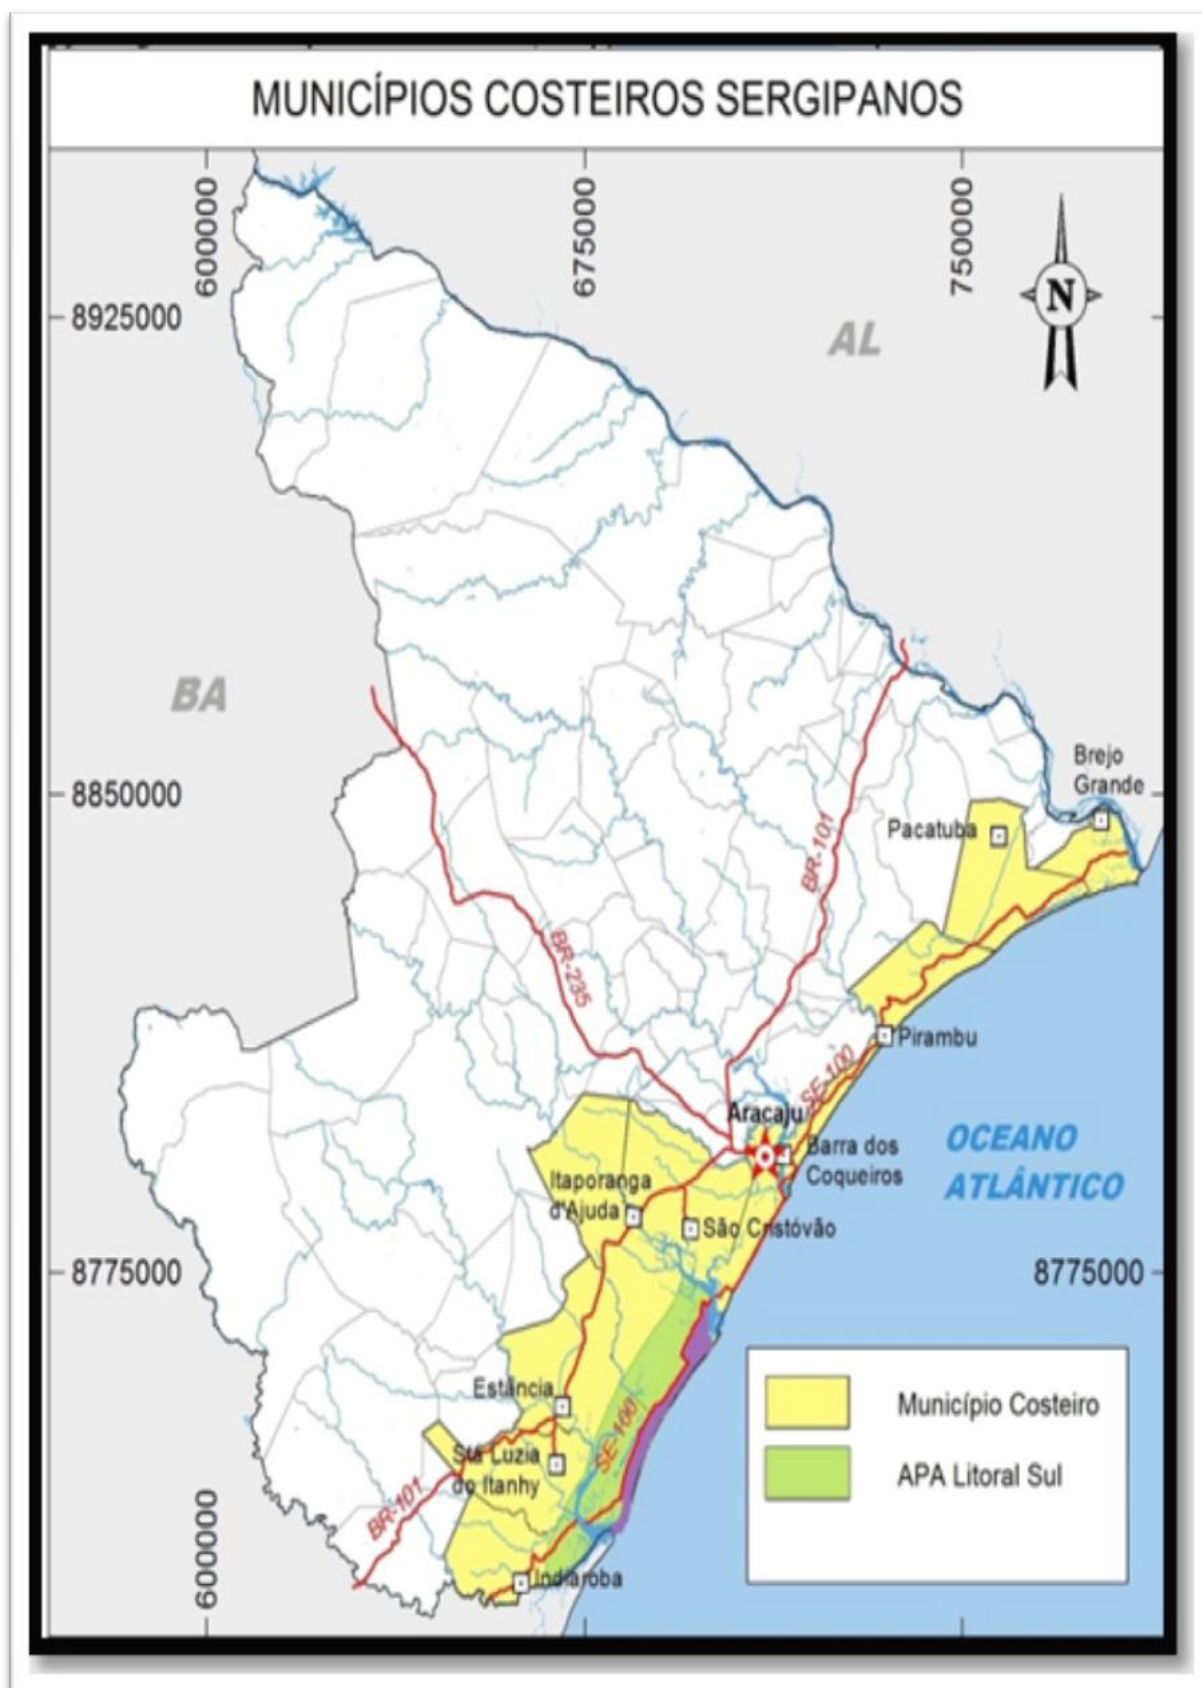 MUNICÍPIOS COSTEIROS SERGIPANOS
600000
675000
750000
8925000
N
AL
BA
Brejo
Grande
8850000
Pacatuba
BR-101
BR-235
Pirambu
SE-100
Aracaju
Barra dos
Coqueiros
OCEANO
ATLÂNTICO
Itaporanga
d'Ajuda
São Cristóvão
8775000
8775000
Estância
Município Costeiro
SE-100
Sta Luzia
do Itanhy
APA Litoral Sul
BR-101
600000
Indiaroba